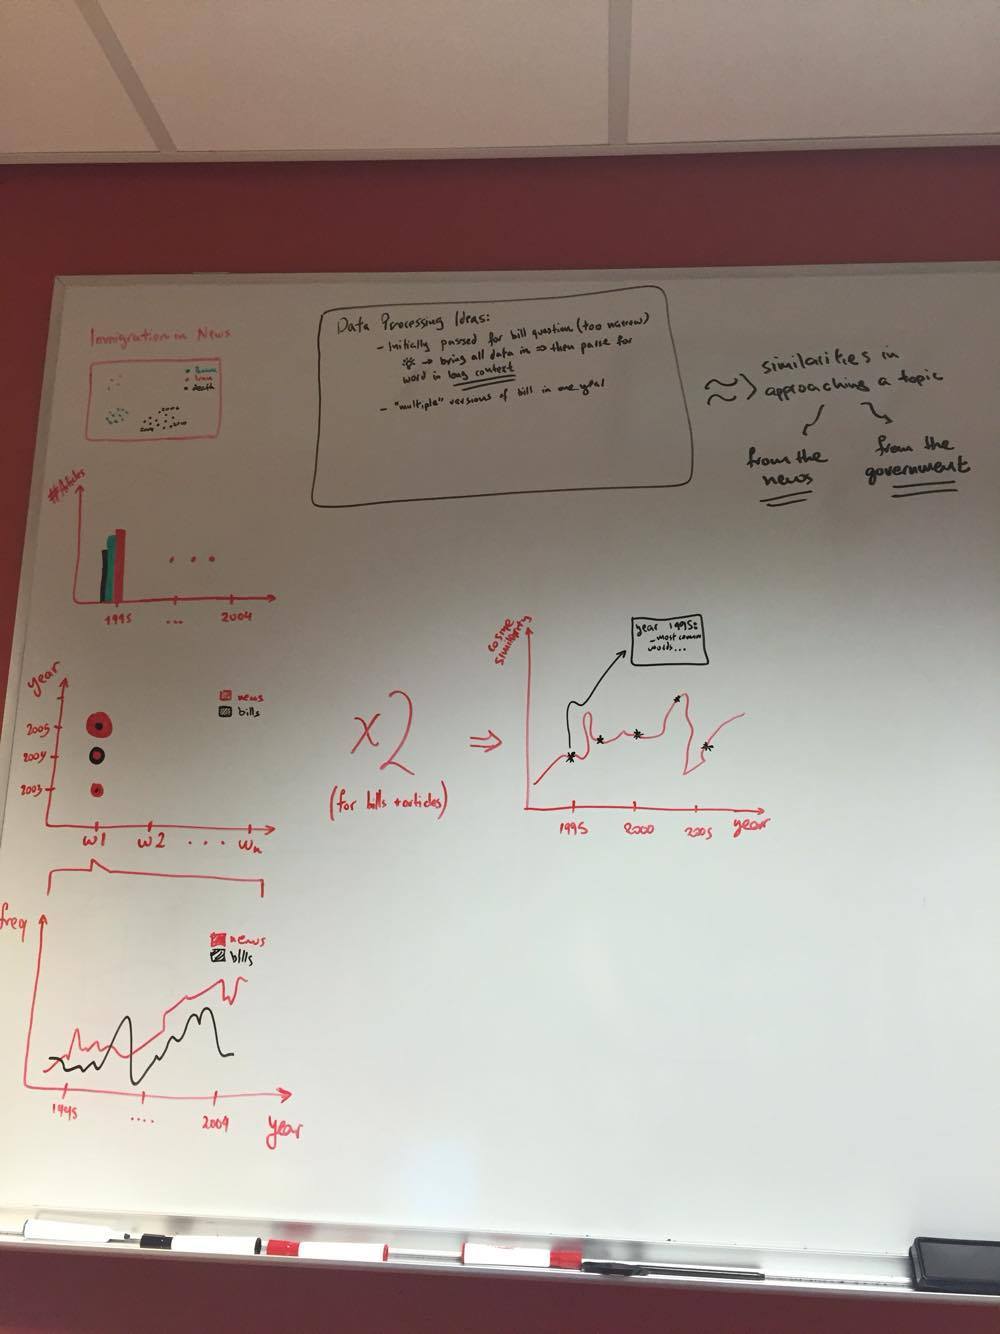 Immigration in News
death
2004
#Articles
1995 ... 2004
Data Processing Ideas:
- Initially passed for bill question (too narrow)
* → bring all data in ⇒ then parse for
word in long context
- "multiple" versions of bill in one year
similarities in
approaching a topic
from the
news
from the
government
year
news
bills
2005
2004
2003
w1 w2 ... wn
x2
(for bills + articles)
⇒
cosine
similarity
year 1995:
- most common
words...
1995 2000 2005 year
freq
news
bills
1995 .... 2009
year